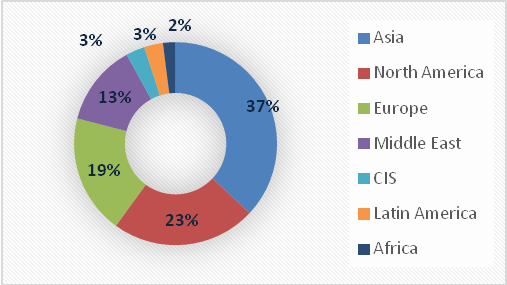 2%
3%
3%
13%
37%
19%
23%
Asia
North America
Europe
Middle East
CIS
Latin America
Africa